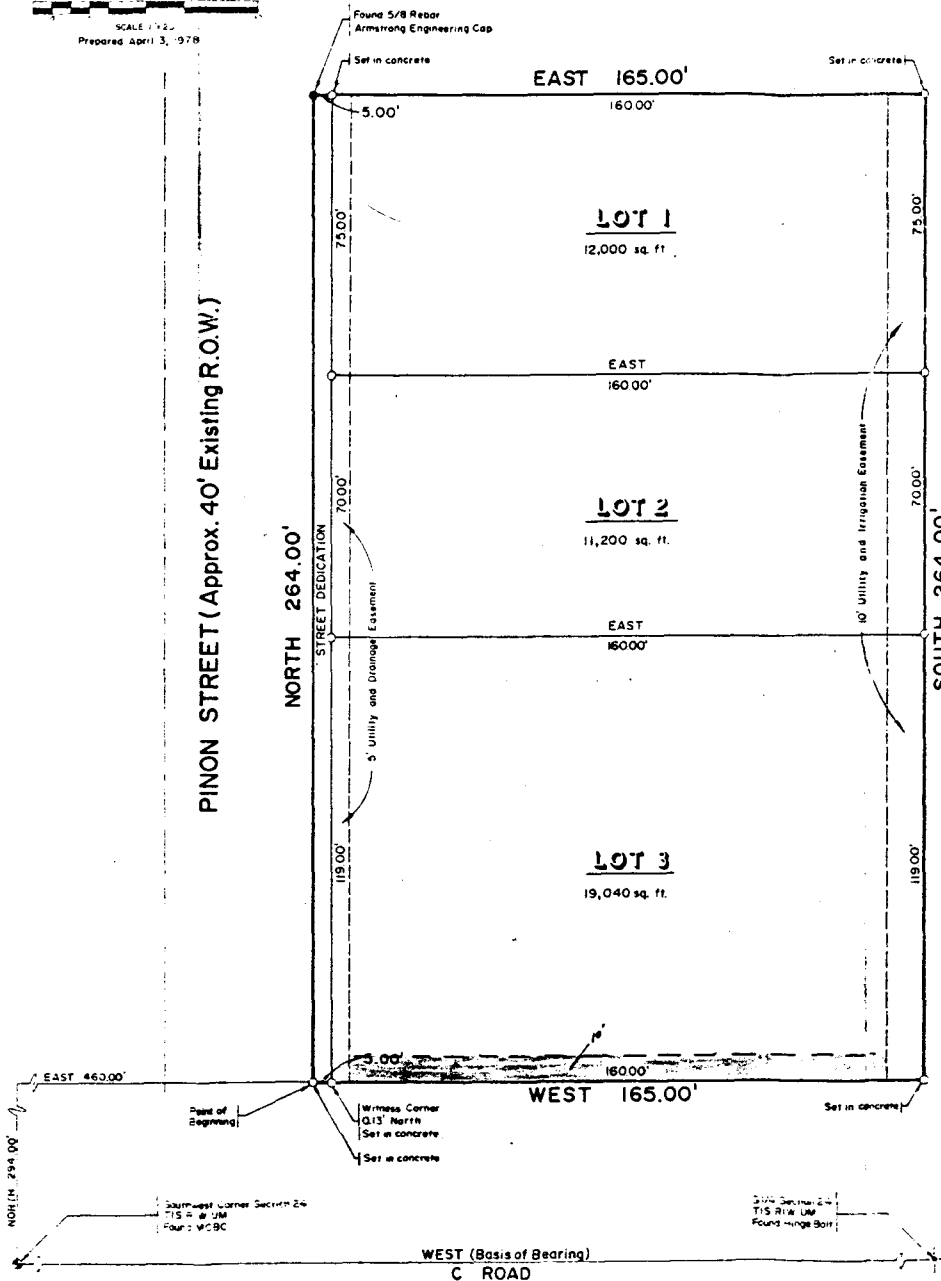 Prepared April 3, 1978
Found 5/8 Rebar
Armstrong Engineering Cap
Set in concrete
EAST 165.00'
Set in concrete
5.00'
160.00'
75.00'
LOT 1
12,000 sq. ft.
75.00'
EAST
160.00'
PINON STREET (Approx. 40' Existing R.O.W.)
NORTH 264.00'
STREET DEDICATION
70.00'
5' Utility and Drainage Easement
LOT 2
11,200 sq. ft.
10' Utility and Irrigation Easement
70.00'
SOUTH 264.00'
EAST
160.00'
119.00'
LOT 3
19,040 sq. ft.
119.00'
5.00'
160.00'
EAST 460.00'
WEST 165.00'
Point of
Beginning
Witness Corner
0.13' North
Set in concrete
Set in concrete
Set in concrete
NORTH 294.00'
Southwest Corner Section 24
Found MCBC
S1/4 Section 24
T1S R1W UM
Found Hinge Bolt
WEST (Basis of Bearing)
C ROAD